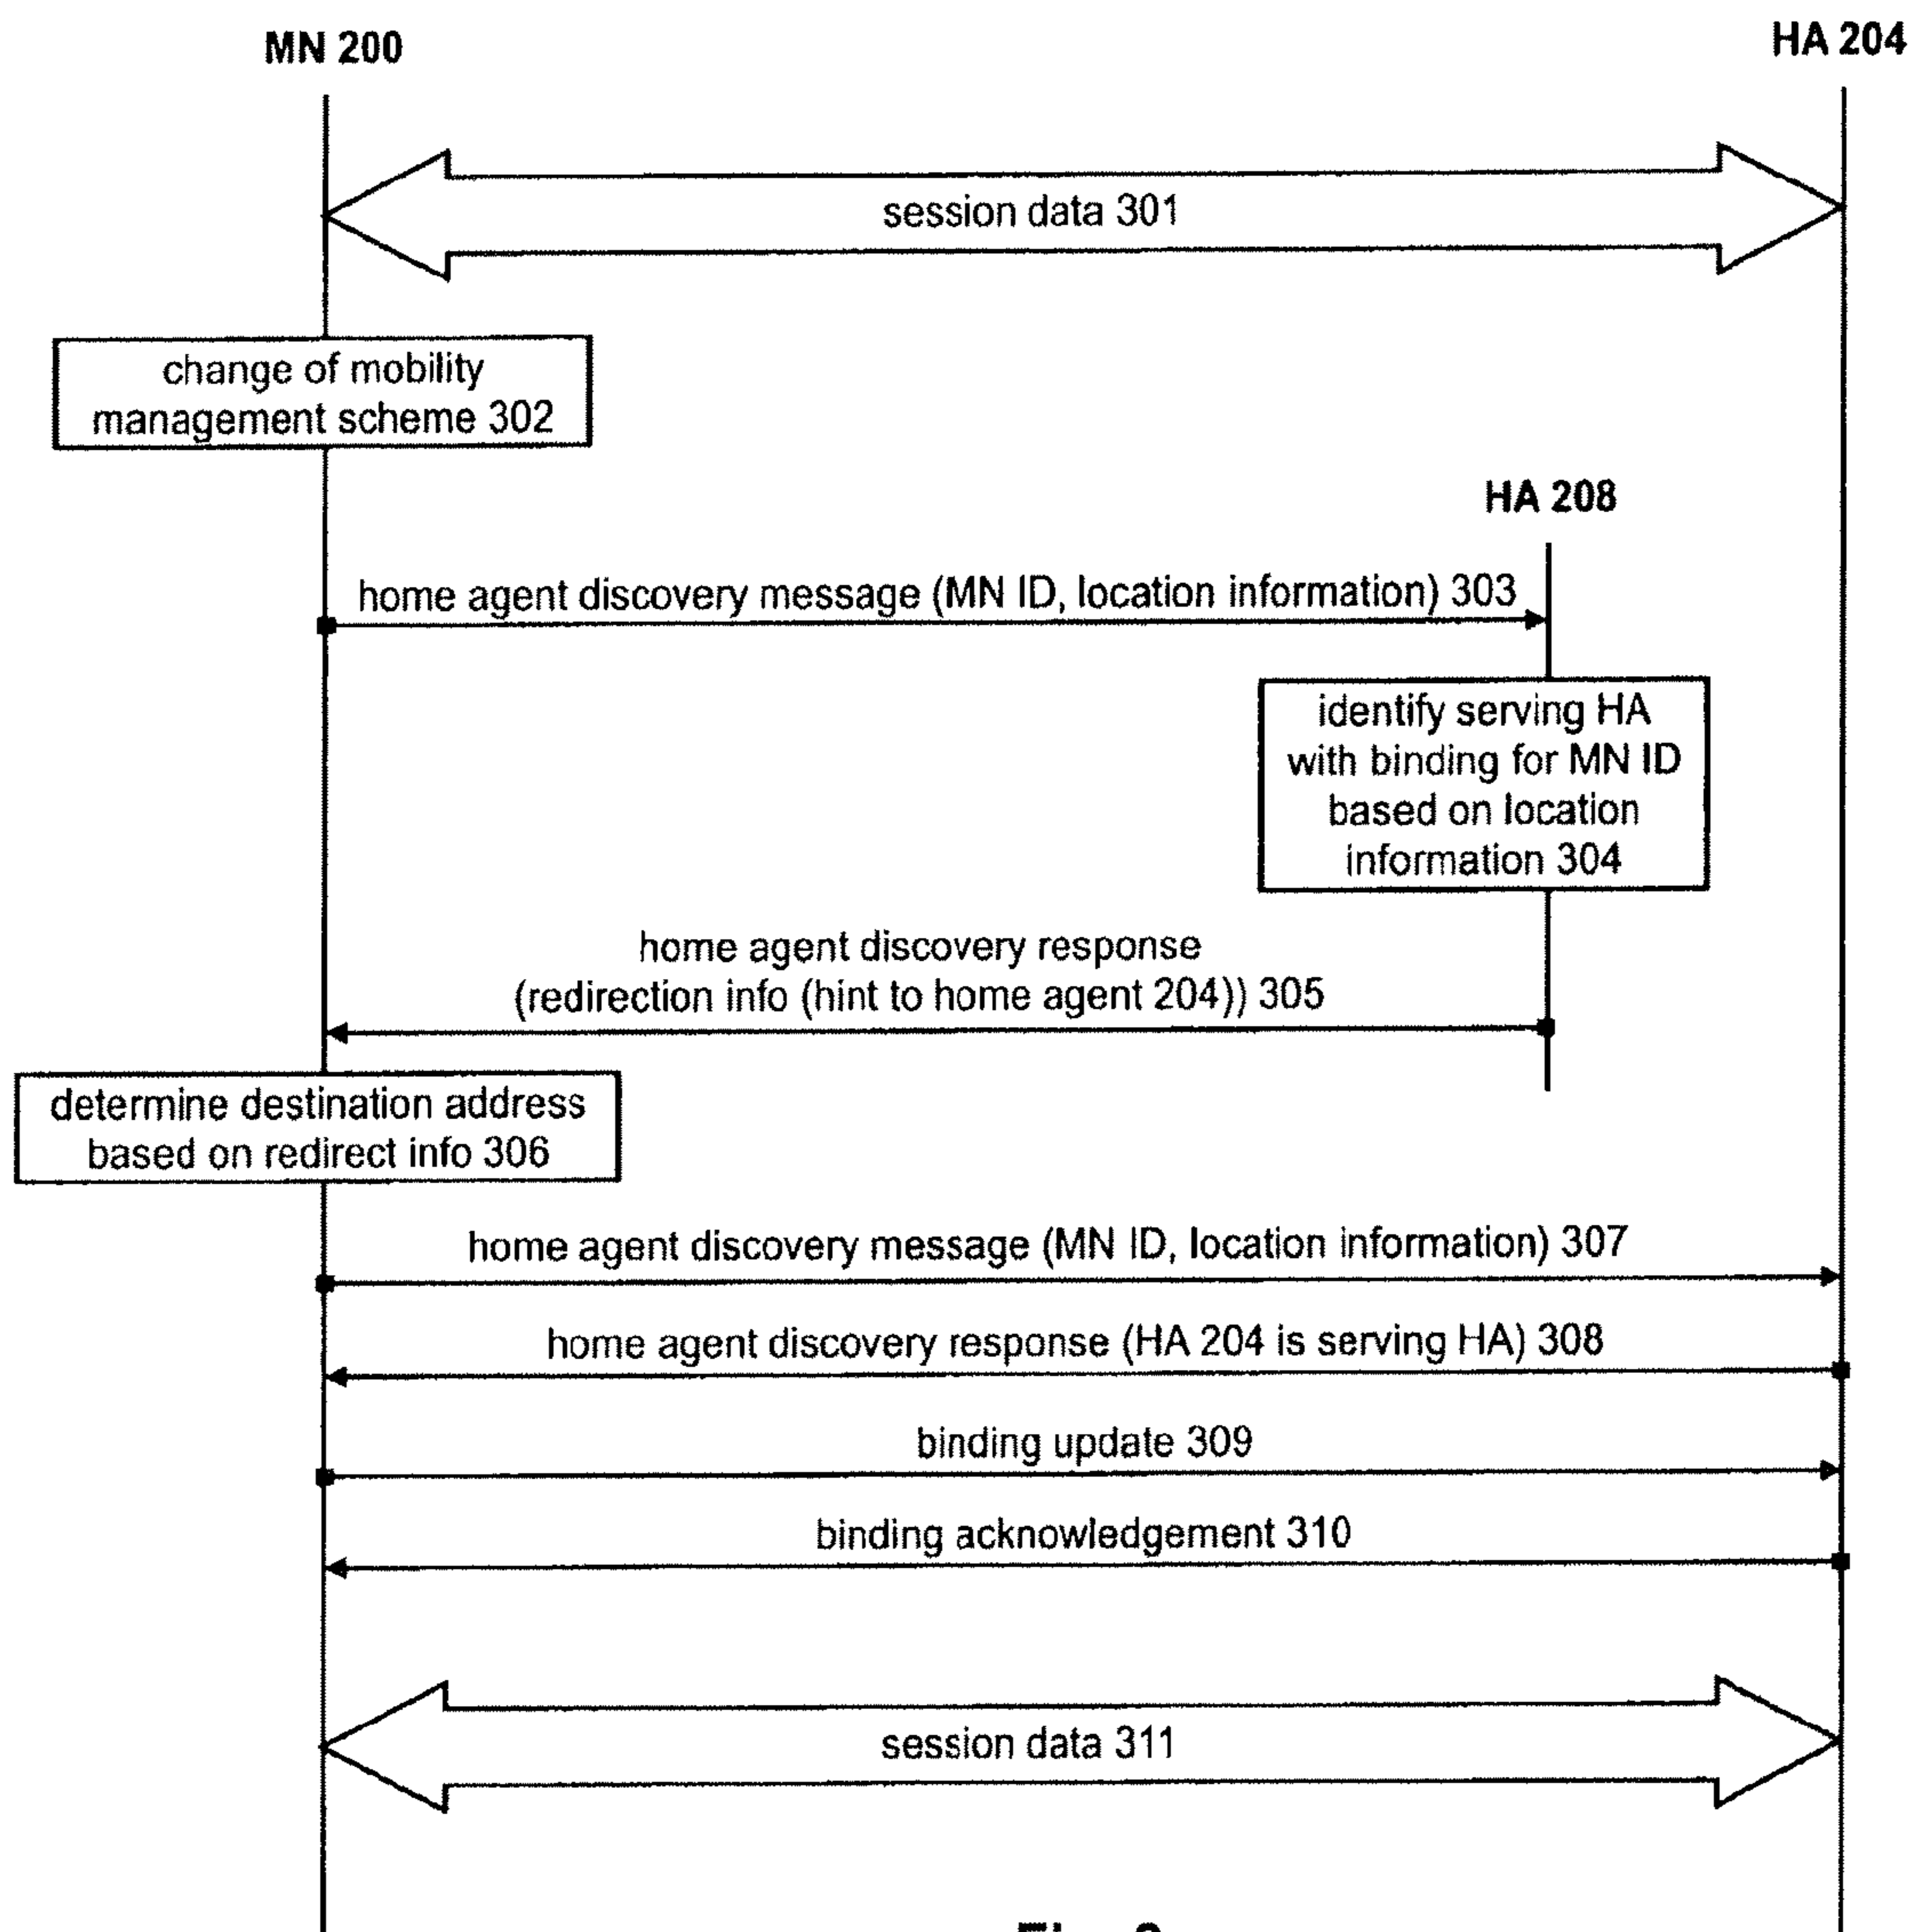 MN 200
HA 204
session data 301
change of mobility
management scheme 302
HA 208
home agent discovery message (MN ID, location information) 303
identify serving HA
with binding for MN ID
based on location
information 304
home agent discovery response
(redirection info (hint to home agent 204)) 305
determine destination address
based on redirect info 306
home agent discovery message (MN ID, location information) 307
home agent discovery response (HA 204 is serving HA) 308
binding update 309
binding acknowledgement 310
session data 311